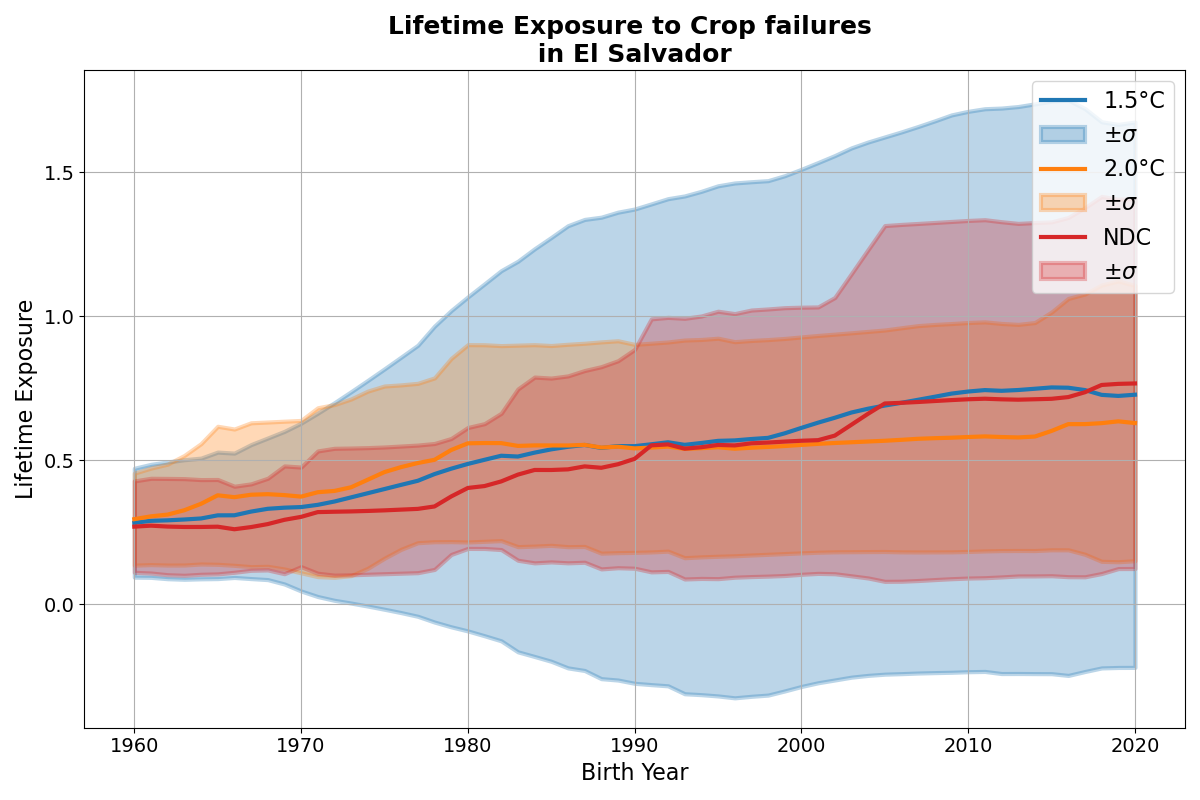 Lifetime Exposure to Crop failures
in El Salvador
1.5°C
±σ
2.0°C
±σ
NDC
±σ
Lifetime Exposure
1.5
1.0
0.5
0.0
1960
1970
1980
1990
2000
2010
2020
Birth Year